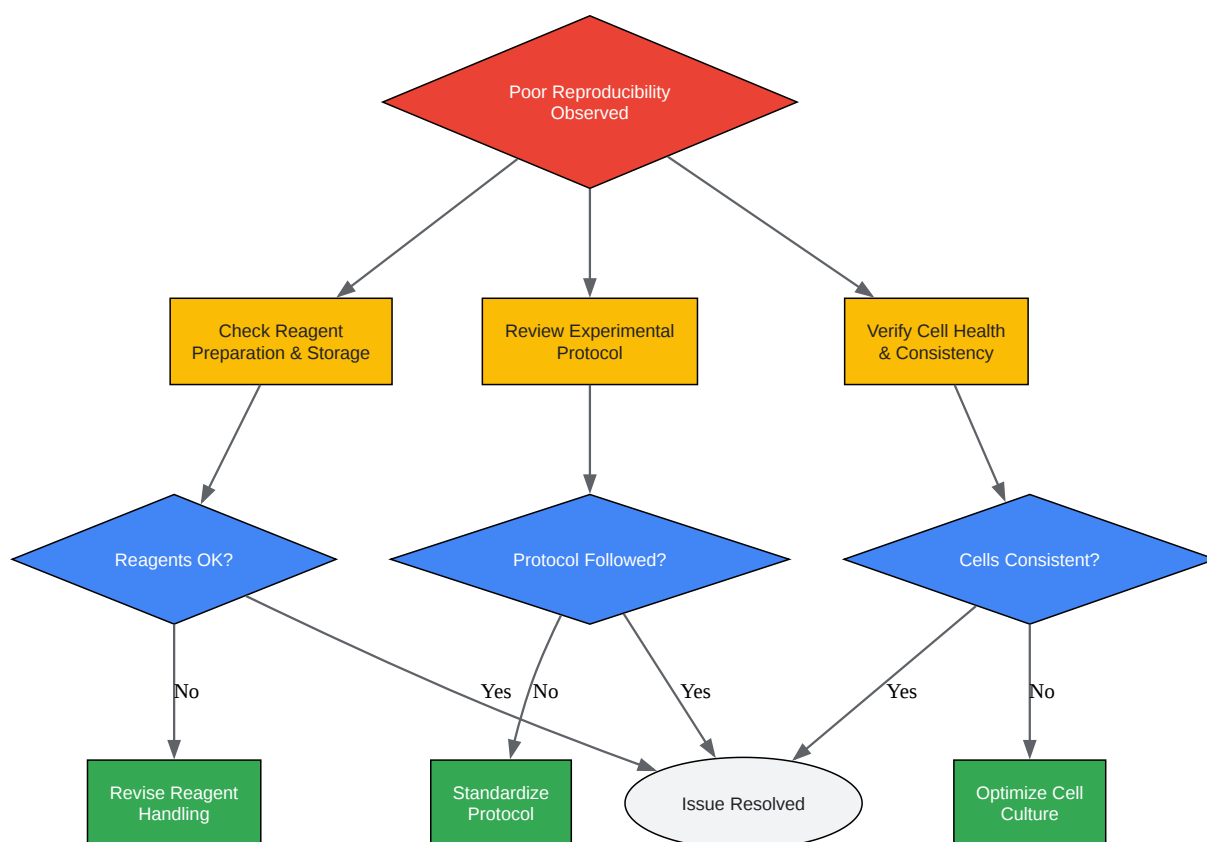 Poor Reproducibility
Observed
Check Reagent
Preparation & Storage
Review Experimental
Protocol
Verify Cell Health
& Consistency
Reagents OK?
Protocol Followed?
Cells Consistent?
No
Yes
No
Yes
Yes
No
Revise Reagent
Handling
Standardize
Protocol
Issue Resolved
Optimize Cell
Culture